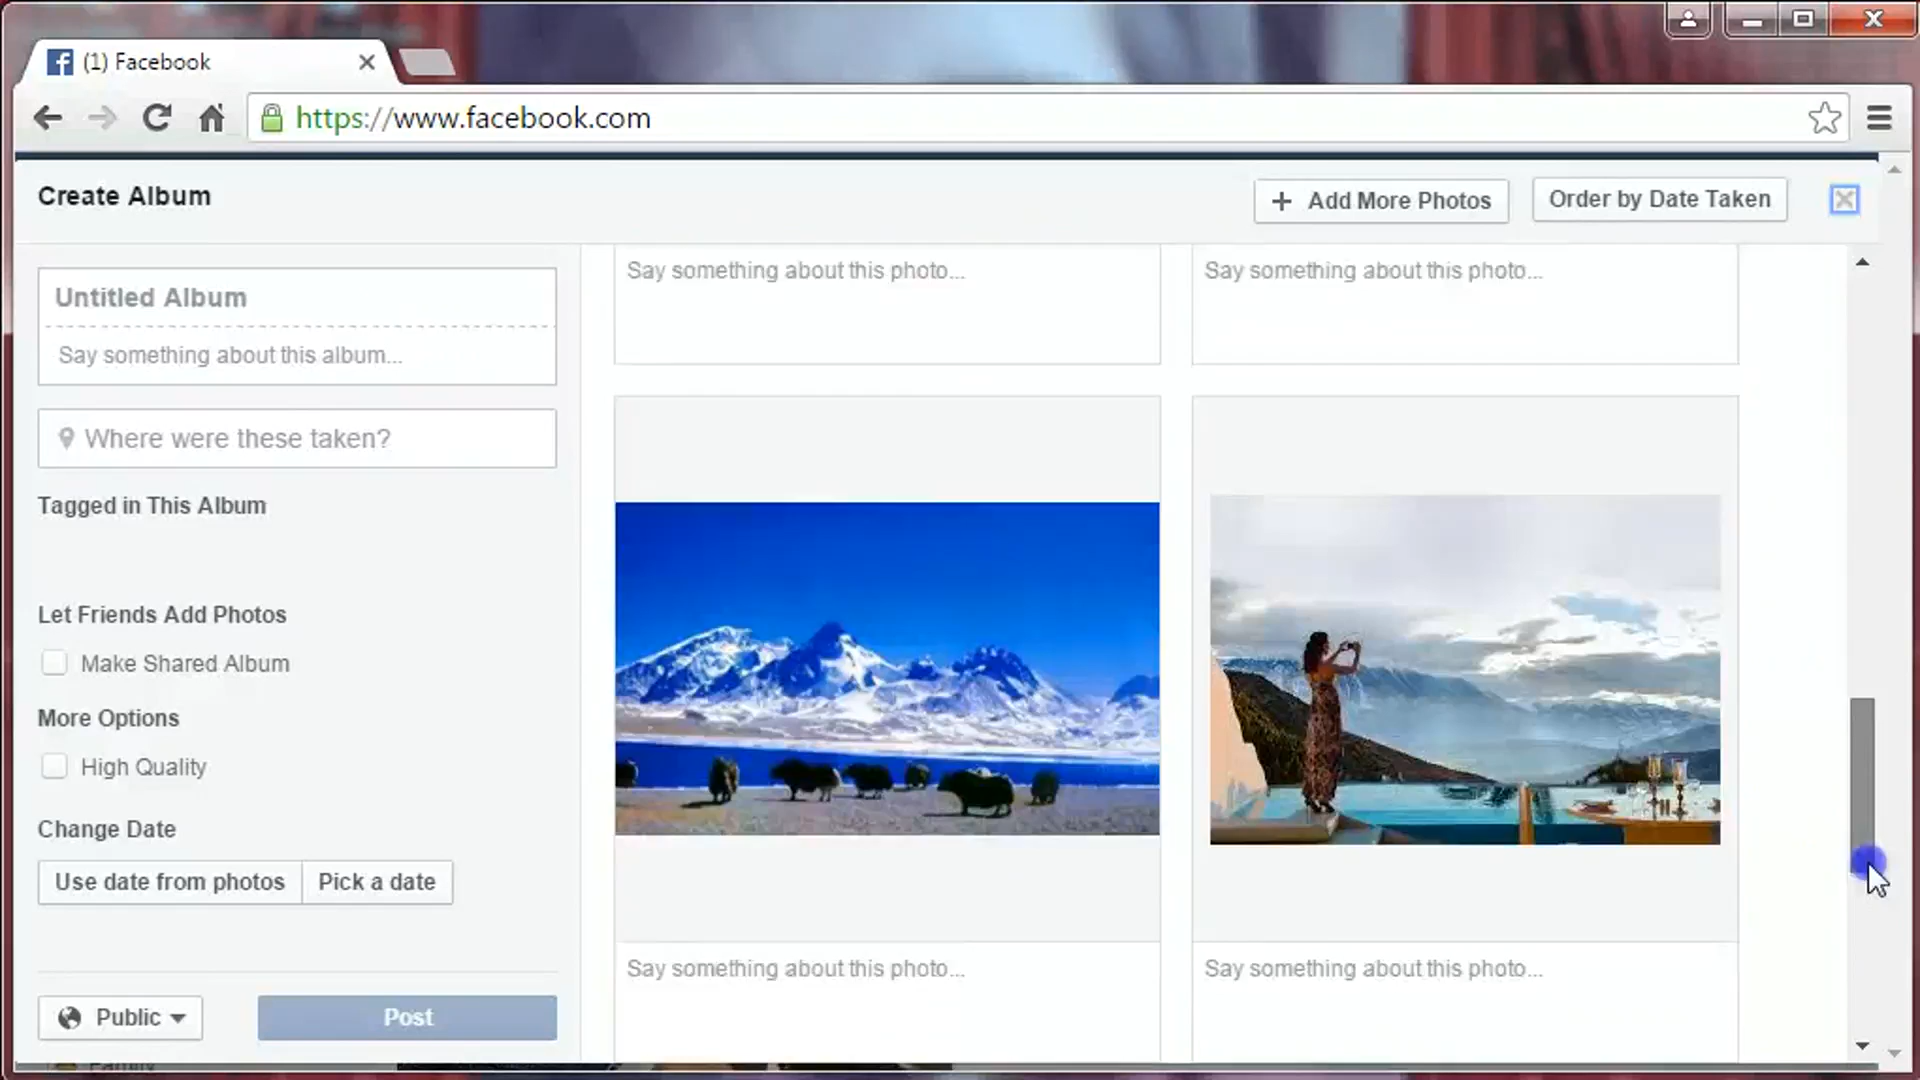 (1) Facebook
https://www.facebook.com
Create Album
Add More Photos
Order by Date Taken
Untitled Album
Say something about this album...
Where were these taken?
Tagged in This Album
Let Friends Add Photos
Make Shared Album
More Options
High Quality
Change Date
Use date from photos
Pick a date
Public
Post
Say something about this photo...
Say something about this photo...
Say something about this photo...
Say something about this photo...